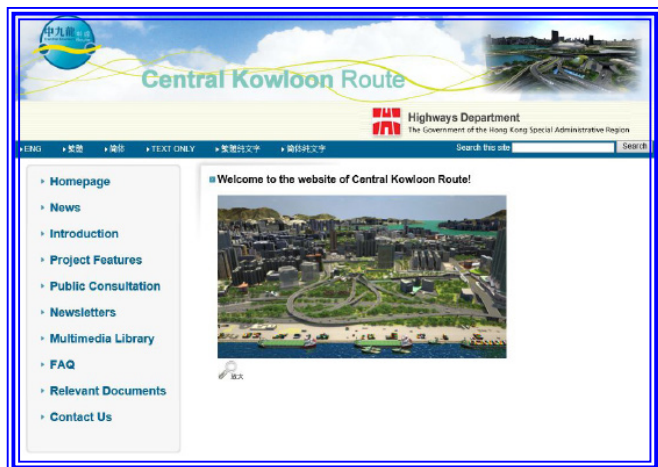 中九龍幹綫
Central Kowloon Route
Highways Department
The Government of the Hong Kong Special Administrative Region
ENG 繁體 简体 TEXT ONLY 繁體純文字 简体纯文字 Search this site Search
Homepage
News
Introduction
Project Features
Public Consultation
Newsletters
Multimedia Library
FAQ
Relevant Documents
Contact Us
Welcome to the website of Central Kowloon Route!
放大